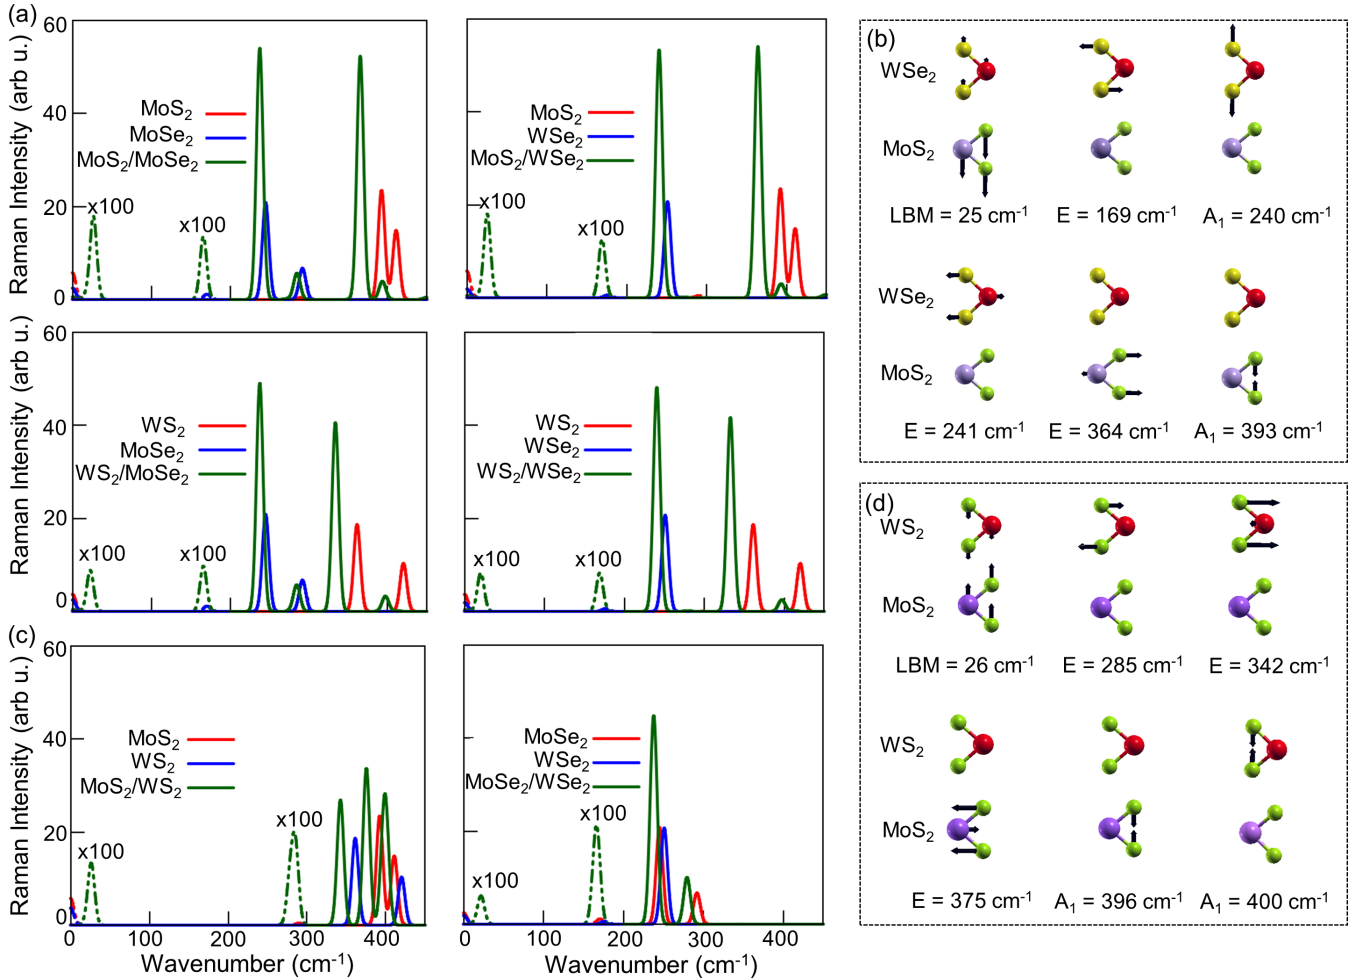 (a)
60
40
20
0
Raman Intensity (arb u.)
MoS2
MoSe2
MoS2/MoSe2
x100
x100
MoS2
WSe2
MoS2/WSe2
x100
x100
60
40
20
0
Raman Intensity (arb u.)
WS2
MoSe2
WS2/MoSe2
x100
x100
WS2
WSe2
WS2/WSe2
x100
x100
(c)
60
40
20
0
Raman Intensity (arb u.)
MoS2
WS2
MoS2/WS2
x100
x100
0 100 200 300 400
Wavenumber (cm-1)
MoSe2
WSe2
MoSe2/WSe2
x100
x100
0 100 200 300 400
Wavenumber (cm-1)
(b)
WSe2
MoS2
LBM = 25 cm-1 E = 169 cm-1 A1 = 240 cm-1
WSe2
MoS2
E = 241 cm-1 E = 364 cm-1 A1 = 393 cm-1
(d)
WS2
MoS2
LBM = 26 cm-1 E = 285 cm-1 E = 342 cm-1
WS2
MoS2
E = 375 cm-1 A1 = 396 cm-1 A1 = 400 cm-1